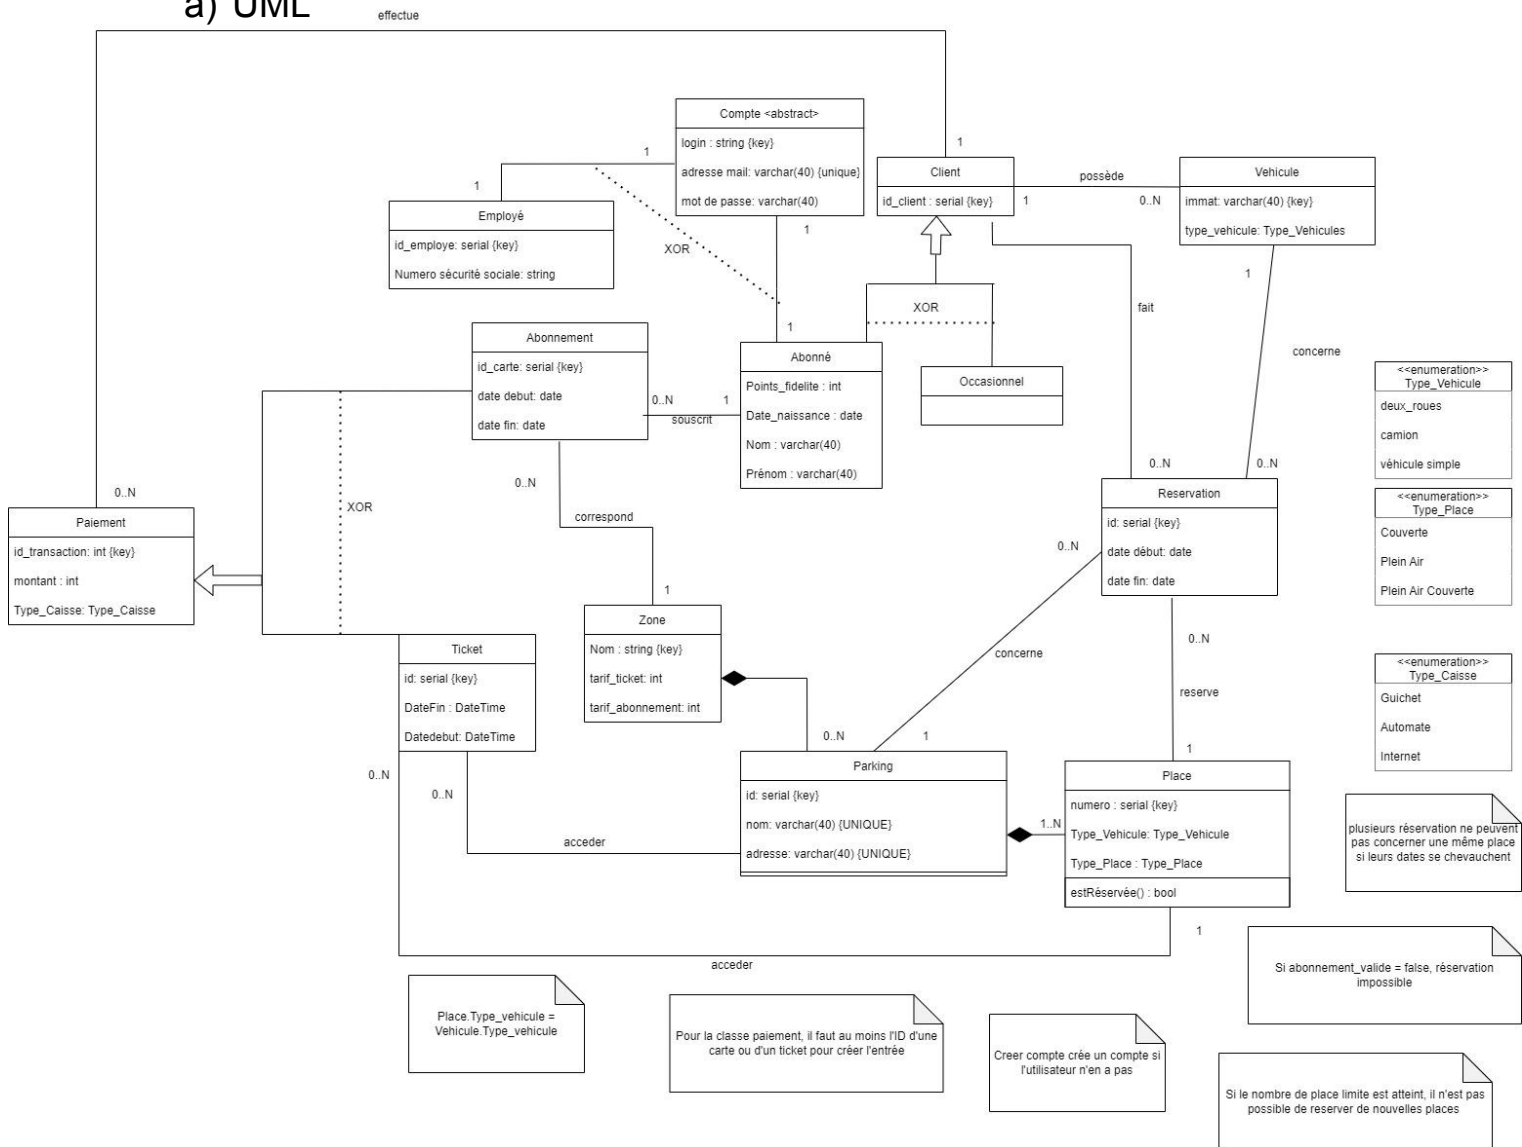 a) UML
effectue
Compte <abstract>
login : string {key}
adresse mail: varchar(40) {unique}
mot de passe: varchar(40)
1
1
1
Client
id_client : serial {key}
possède
1
0..N
Vehicule
immat: varchar(40) {key}
type_vehicule: Type_Vehicules
Employé
id_employe: serial {key}
Numero sécurité sociale: string
XOR
1
1
XOR
fait
1
concerne
Abonnement
id_carte: serial {key}
date debut: date
date fin: date
0..N
1
souscrit
Abonné
Points_fidelite : int
Date_naissance : date
Nom : varchar(40)
Prénom : varchar(40)
Occasionnel
<<enumeration>>
Type_Vehicule
deux_roues
camion
véhicule simple
0..N
0..N
0..N
0..N
XOR
correspond
Reservation
id: serial {key}
date début: date
date fin: date
<<enumeration>>
Type_Place
Couverte
Plein Air
Plein Air Couverte
Paiement
id_transaction: int {key}
montant : int
Type_Caisse: Type_Caisse
0..N
1
Zone
Nom : string {key}
tarif_ticket: int
tarif_abonnement: int
Ticket
id: serial {key}
DateFin : DateTime
Datedebut: DateTime
concerne
0..N
reserve
<<enumeration>>
Type_Caisse
Guichet
Automate
Internet
0..N
1
1
0..N
0..N
Parking
id: serial {key}
nom: varchar(40) {UNIQUE}
adresse: varchar(40) {UNIQUE}
1..N
Place
numero : serial {key}
Type_Vehicule: Type_Vehicule
Type_Place : Type_Place
estRéservée() : bool
acceder
plusieurs réservation ne peuvent
pas concerner une même place
si leurs dates se chevauchent
1
acceder
Si abonnement_valide = false, réservation
impossible
Place.Type_vehicule =
Vehicule.Type_vehicule
Pour la classe paiement, il faut au moins l'ID d'une
carte ou d'un ticket pour créer l'entrée
Creer compte crée un compte si
l'utilisateur n'en a pas
Si le nombre de place limite est atteint, il n'est pas
possible de reserver de nouvelles places